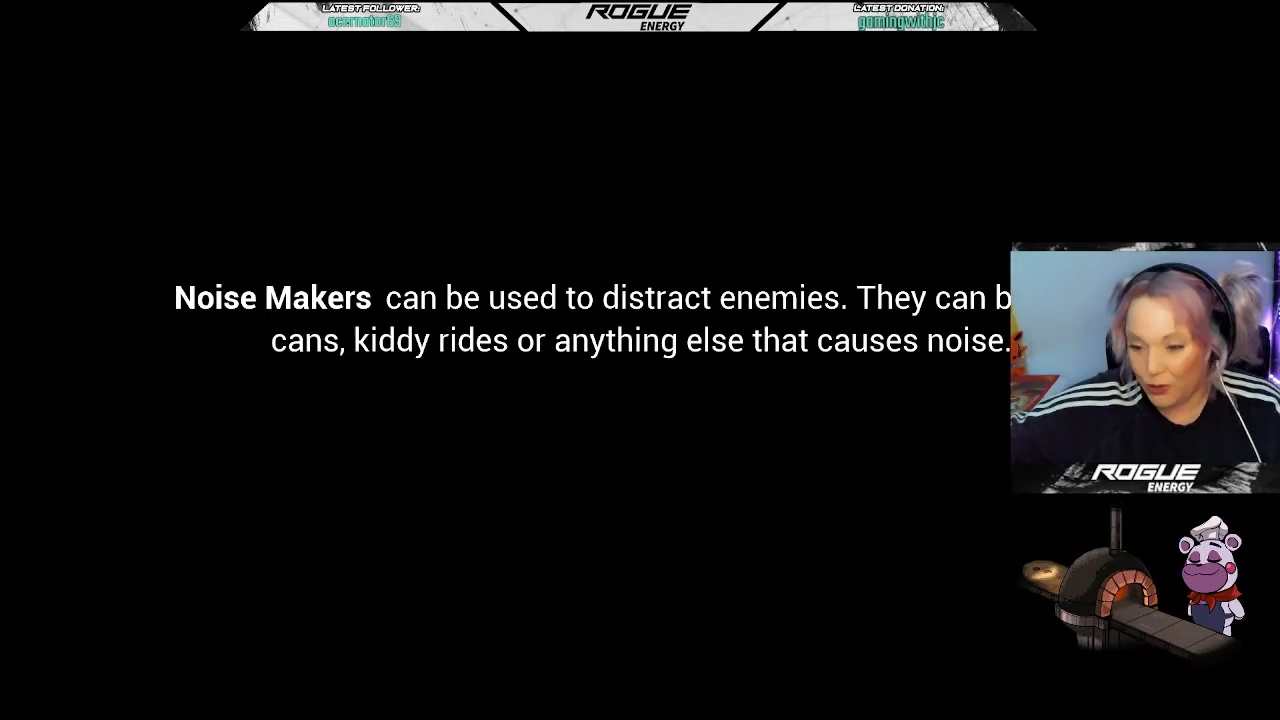 LATEST FOLLOWER:
ocernator69
ROGUE
ENERGY
LATEST DONATION:
gamingwithjc
Noise Makers can be used to distract enemies. They can b
cans, kiddy rides or anything else that causes noise.
ROGUE
ENERGY